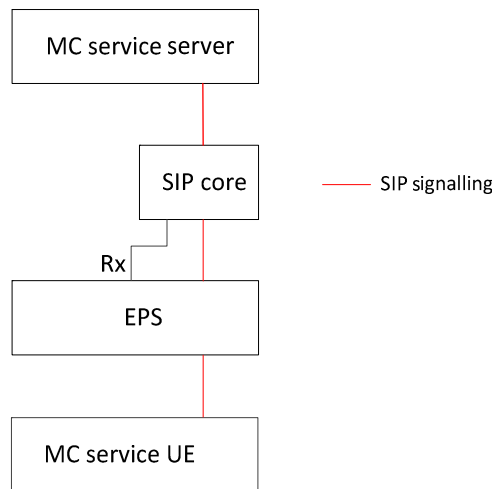 MC service server
SIP core
SIP signalling
Rx
EPS
MC service UE